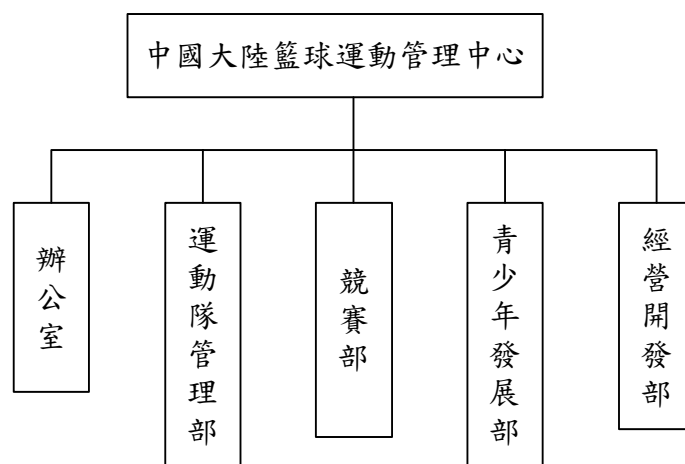 中國大陸籃球運動管理中心
辦公室
運動隊管理部
競賽部
青少年發展部
經營開發部